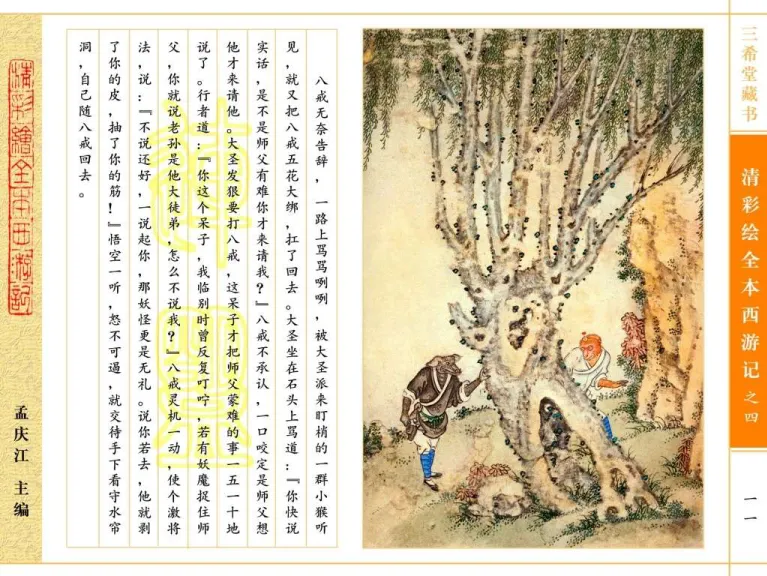 三希堂藏书
清彩绘全本西游记之四
一一
八戒无奈告辞，一路上骂骂咧咧，被大圣派来盯梢的一群小猴听
见，就又把八戒五花大绑，扛了回去。大圣坐在石头上骂道：『你快说
实话，是不是师父有难你才来请我？』八戒不承认，一口咬定是师父想
他才来请他。大圣发狠要打八戒，这呆子才把师父蒙难的事一五一十地
说了。行者道：『你这个呆子，我临别时曾反复叮咛，若有妖魔捉住师
父，你就说老孙是他大徒弟，怎么不说我？』八戒灵机一动，使个激将
法，说：『不说还好，一说起你，那妖怪更是无礼。说你若去，他就剥
了你的皮，抽了你的筋！』悟空一听，怒不可遏，就交待手下看守水帘
洞，自己随八戒回去。
清彩繪全本西游記
孟庆江 主编